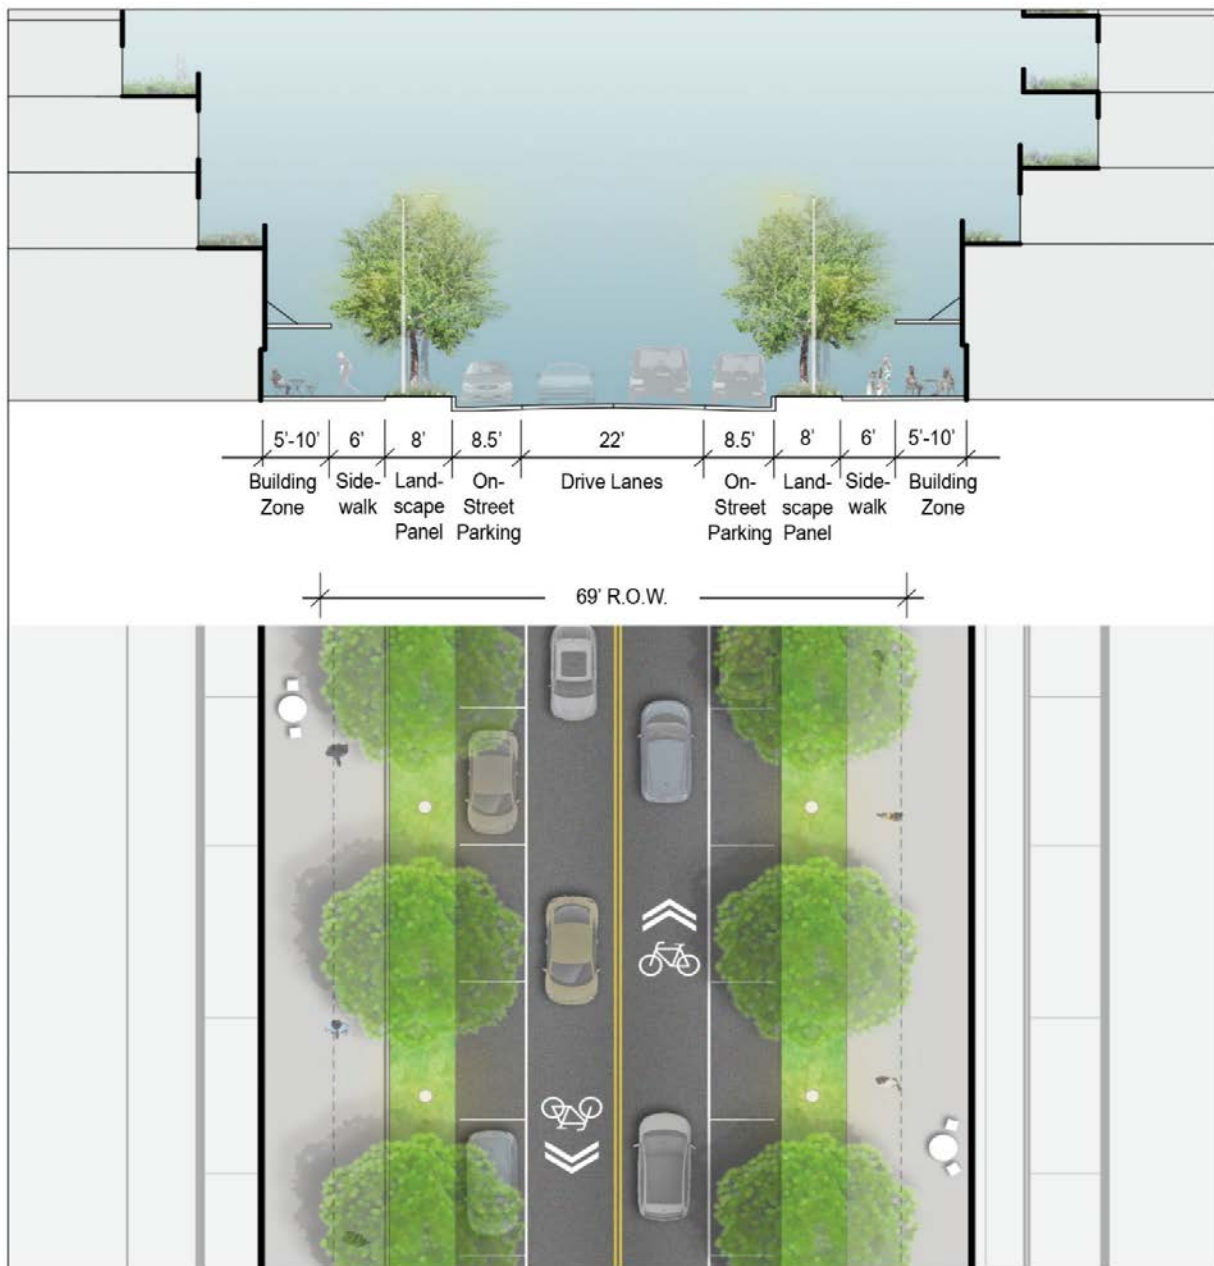 5'-10' 6' 8' 8.5' 22' 8.5' 8' 6' 5'-10'
Building Side- Land- On- Drive Lanes On- Land- Side- Building
Zone walk scape Street Street scape walk Zone
Panel Parking Parking Panel
69' R.O.W.